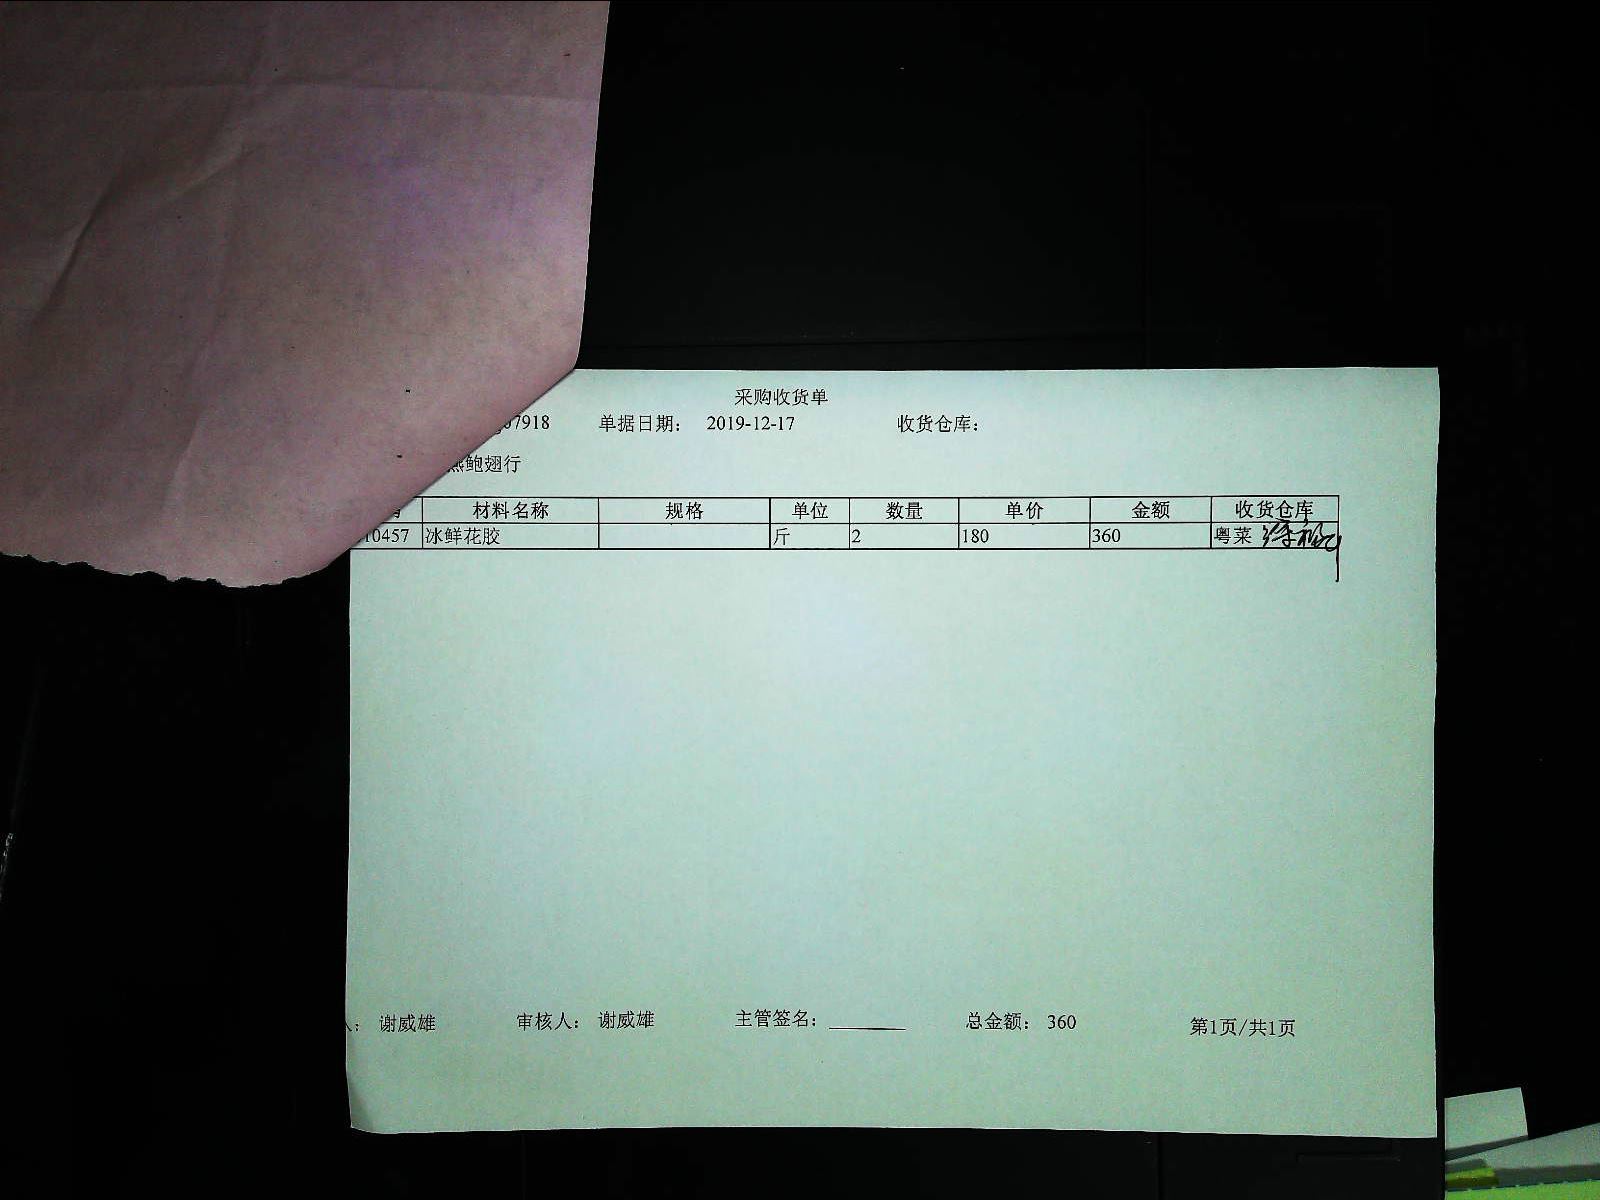 采购收货单
07918 单据日期： 2019-12-17 收货仓库：
燕鲍翅行
材料名称 规格 单位 数量 单价 金额 收货仓库
10457 冰鲜花胶 斤 2 180 360 粤菜
谢威雄 审核人： 谢威雄 主管签名： 总金额： 360 第1页/共1页